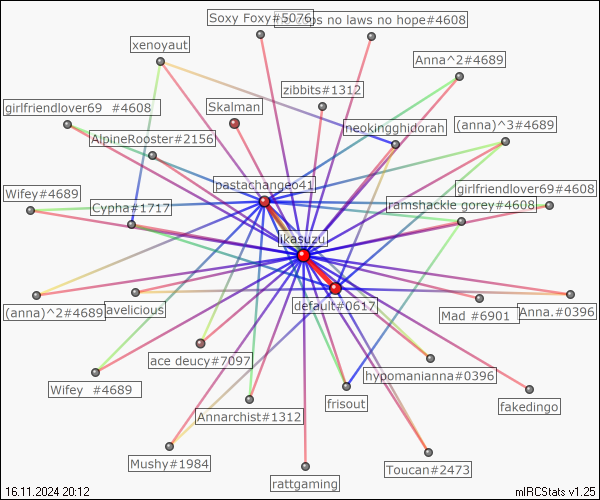 Soxy Foxy#5076
cops no laws no hope#4608
xenoyaut
Anna^2#4689
zibbits#1312
girlfriendlover69 #4608
Skalman
neokingghidorah
(anna)^3#4689
AlpineRooster#2156
pastachangeo41
girlfriendlover69#4608
Wifey#4689
Cypha#1717
ramshackle gorey#4608
ikasuzu
(anna)^2#4689
avelicious
default#0617
Mad #6901
Anna.#0396
ace deucy#7097
hypomanianna#0396
Wifey #4689
Annarchist#1312
frisout
fakedingo
Mushy#1984
Toucan#2473
rattgaming
16.11.2024 20:12
mIRCStats v1.25